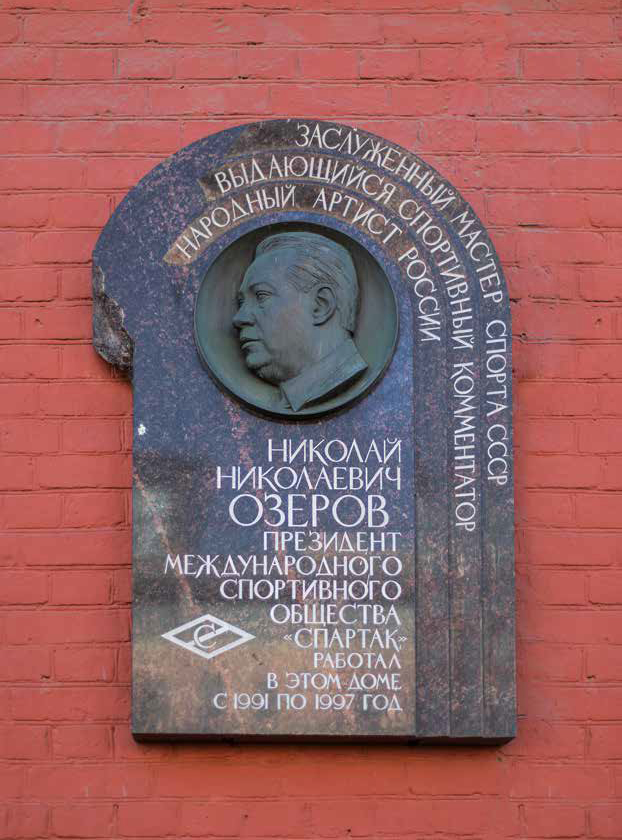 ЗАСЛУЖЕННЫЙ МАСТЕР СПОРТА СССР
ВЫДАЮЩИЙСЯ СПОРТИВНЫЙ КОММЕНТАТОР
НАРОДНЫЙ АРТИСТ РОССИИ
НИКОЛАЙ
НИКОЛАЕВИЧ
ОЗЕРОВ
ПРЕЗИДЕНТ
МЕЖДУНАРОДНОГО
СПОРТИВНОГО
ОБЩЕСТВА
«СПАРТАК»
РАБОТАЛ
В ЭТОМ ДОМЕ
С 1991 ПО 1997 ГОД
С